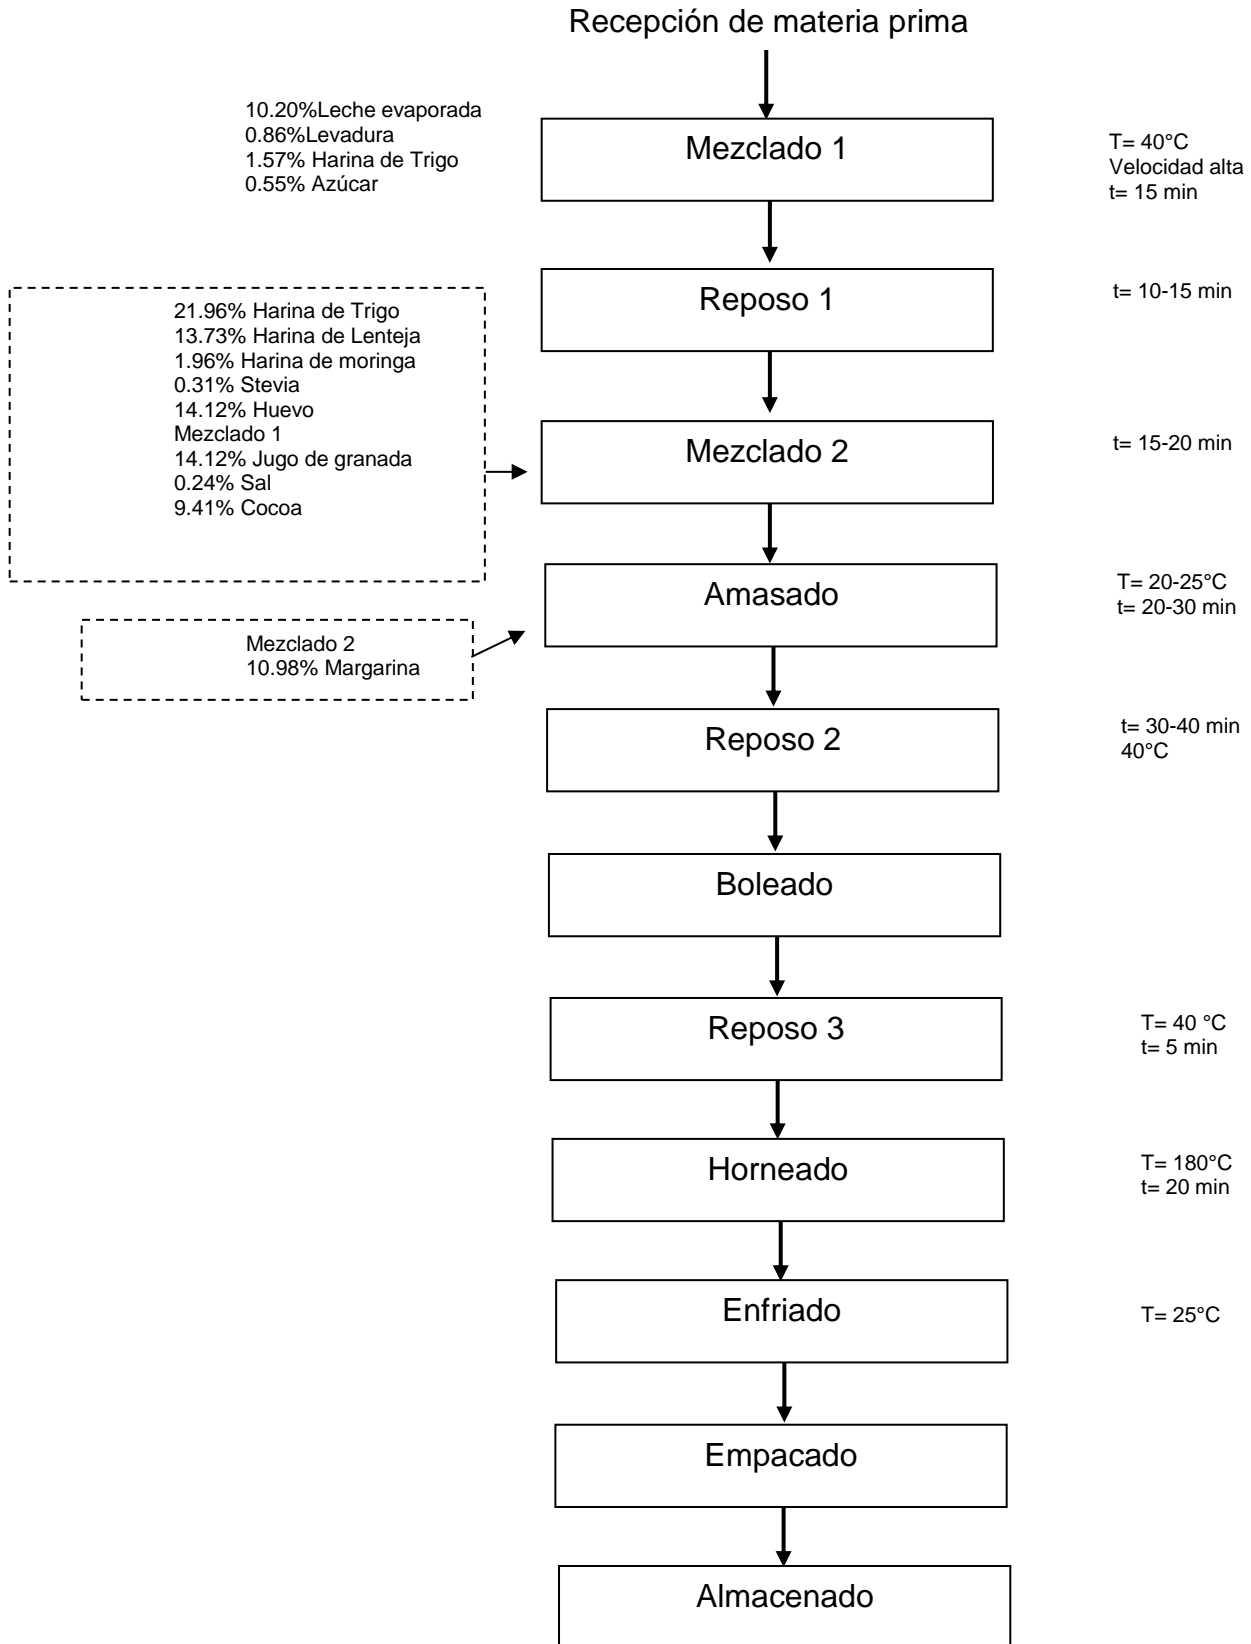 Recepción de materia prima
10.20%Leche evaporada
0.86%Levadura
1.57% Harina de Trigo
0.55% Azúcar
Mezclado 1
T= 40°C
Velocidad alta
t= 15 min
Reposo 1
t= 10-15 min
21.96% Harina de Trigo
13.73% Harina de Lenteja
1.96% Harina de moringa
0.31% Stevia
14.12% Huevo
Mezclado 1
14.12% Jugo de granada
0.24% Sal
9.41% Cocoa
Mezclado 2
t= 15-20 min
Amasado
T= 20-25°C
t= 20-30 min
Mezclado 2
10.98% Margarina
Reposo 2
t= 30-40 min
40°C
Boleado
Reposo 3
T= 40 °C
t= 5 min
Horneado
T= 180°C
t= 20 min
Enfriado
T= 25°C
Empacado
Almacenado